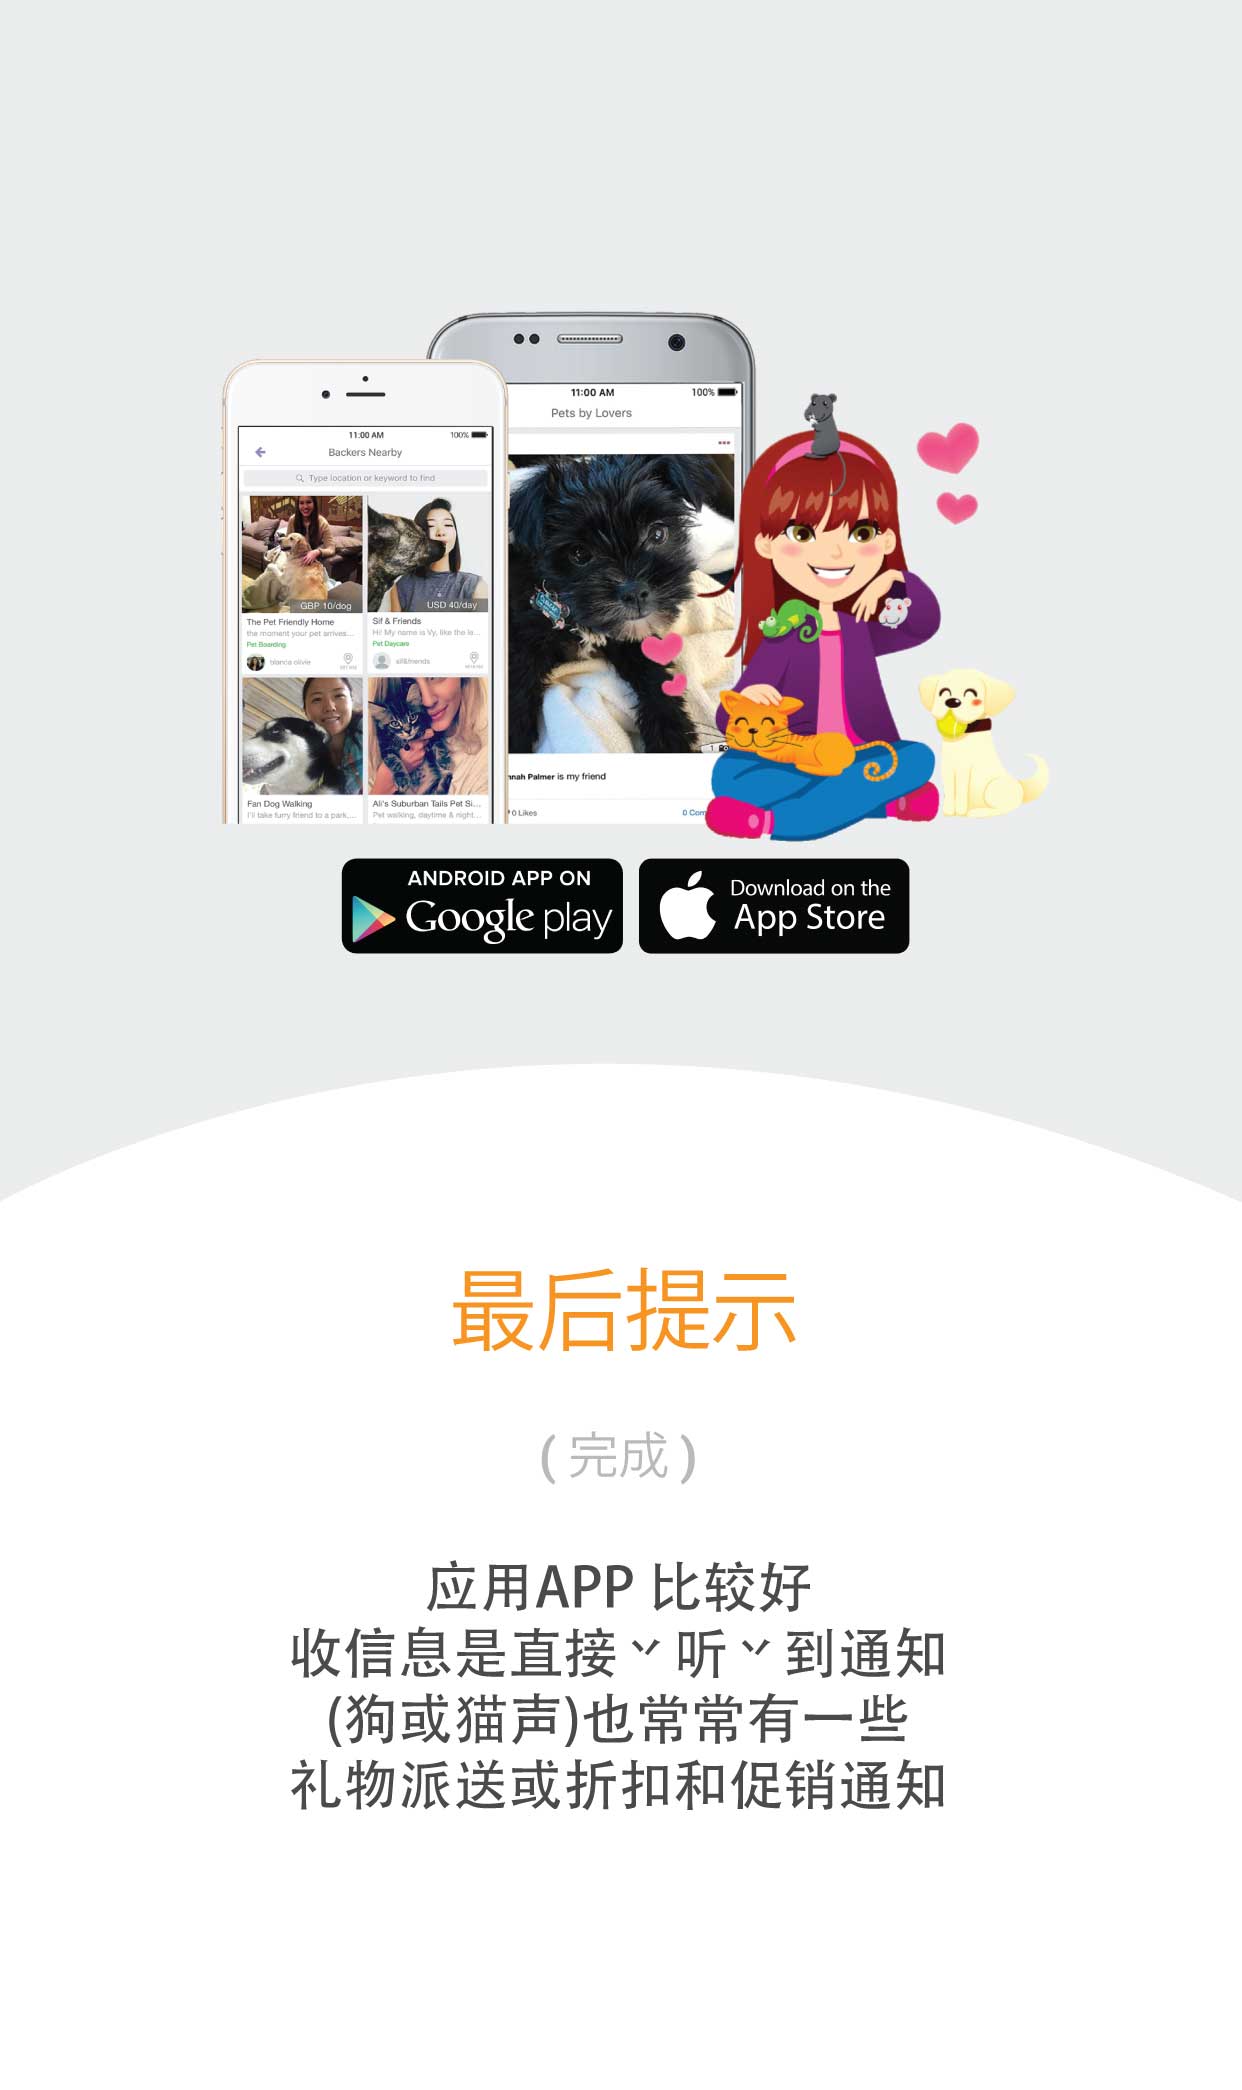 11:00 AM
100%
Pets by Lovers
11:00 AM
100%
Backers Nearby
Type location or keyword to find
GBP 10/dog
USD 40/day
The Pet Friendly Home
the moment your pet arrives...
Pet Boarding
blanca olivie
Sif & Friends
Hi! My name is Vy, like the le...
Pet Daycare
sif&friends
Fan Dog Walking
I'll take furry friend to a park,...
Ali's Suburban Tails Pet Si...
Pet walking, daytime & night...
1
nnah Palmer is my friend
0 Likes
0 Com
ANDROID APP ON
Google play
Download on the
App Store
最后提示
(完成)
应用APP 比较好
收信息是直接丷听丷到通知
(狗或猫声)也常常有一些
礼物派送或折扣和促销通知